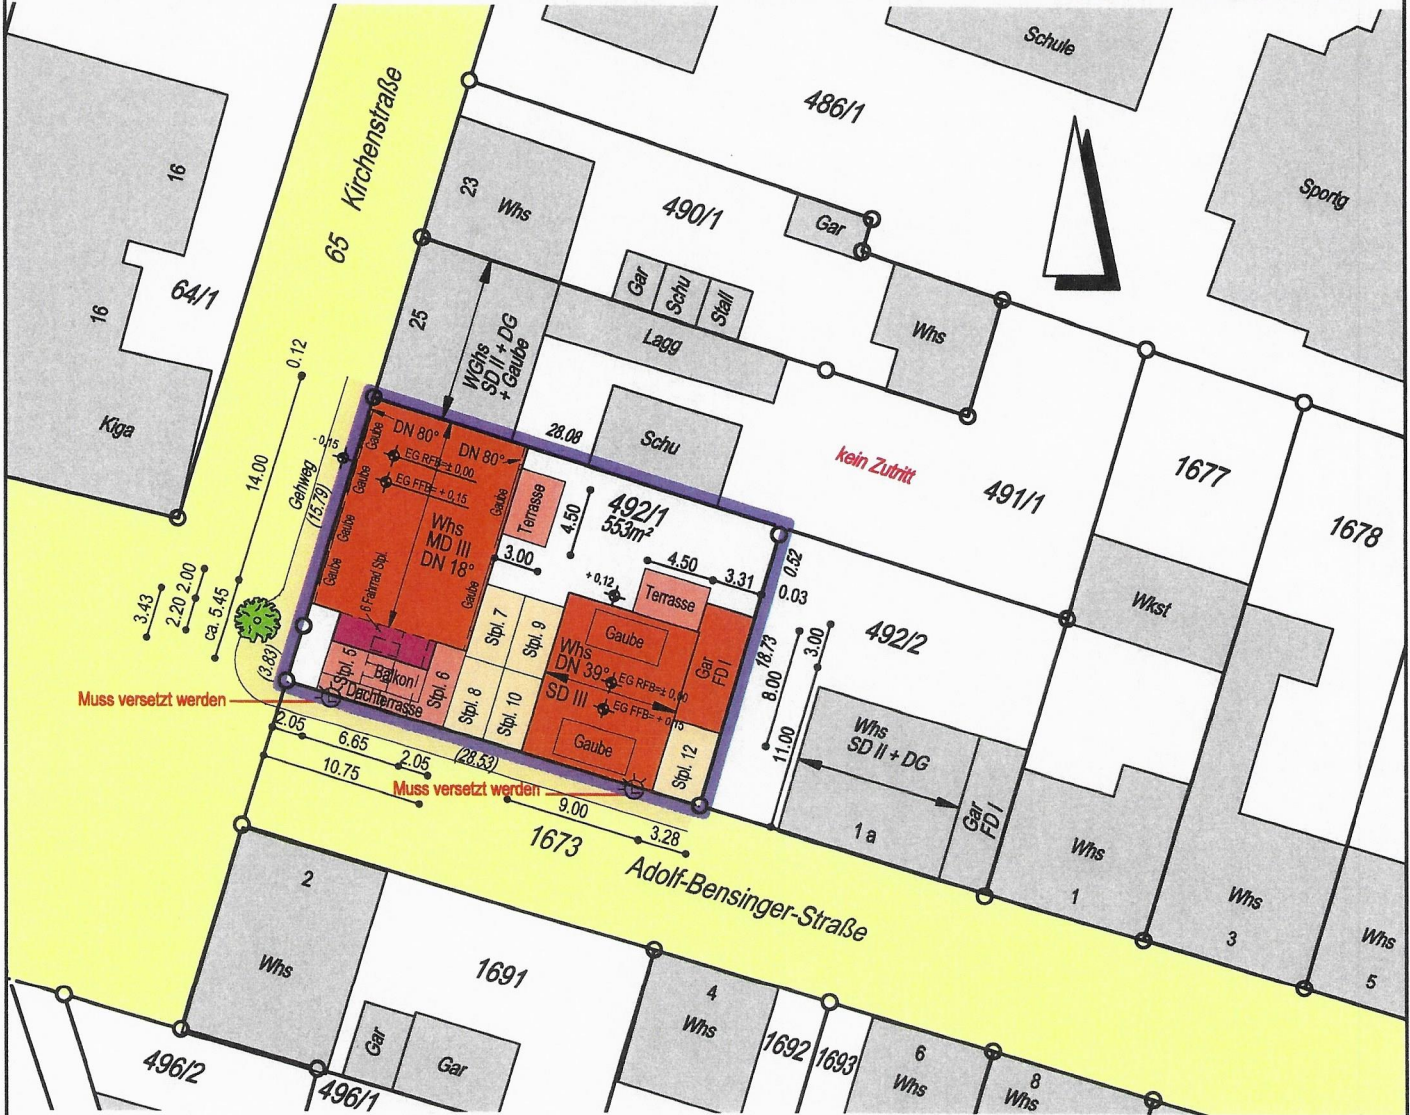 Schule
486/1
65 Kirchenstraße
16
23
Whs
490/1
Gar
Sportg
64/1
16
25
WGhs
SD II + DG
+ Gaube
Gar
Schu
Stall
Lagg
Whs
Kiga
0.12
14.00
Gehweg
(15.79)
- 0,15
28.08
Schu
kein Zutritt
491/1
1677
1678
DN 80°
DN 80°
Gaube
Gaube
Gaube
Gaube
Gaube
Gaube
EG RFB=± 0,00
EG FFB= + 0,15
Whs
MD III
DN 18°
6 Fahrrad Stpl.
Terrasse
4.50
492/1
553m²
3.00
4.50
3.31
0.52
0.03
+ 0,12
Terrasse
Wkst
3.43
2.20
2.00
ca. 5.45
(3.83)
Stpl. 5
Balkon/
Dachterrasse
Stpl. 6
Stpl. 7
Stpl. 9
Stpl. 8
Stpl. 10
Gaube
Whs
DN 39°
SD III
EG RFB=± 0,00
EG FFB= + 0,15
Gaube
Gar
FD I
Stpl. 12
18.73
8.00
3.00
11.00
492/2
Muss versetzt werden
2.05
6.65
2.05
(28.53)
10.75
Muss versetzt werden
9.00
3.28
Whs
SD II + DG
1 a
Gar
FD I
Whs
1
Whs
3
Whs
5
1673
Adolf-Bensinger-Straße
2
Whs
1691
4
Whs
1692
1693
6
Whs
8
Whs
Gar
Gar
496/2
496/1